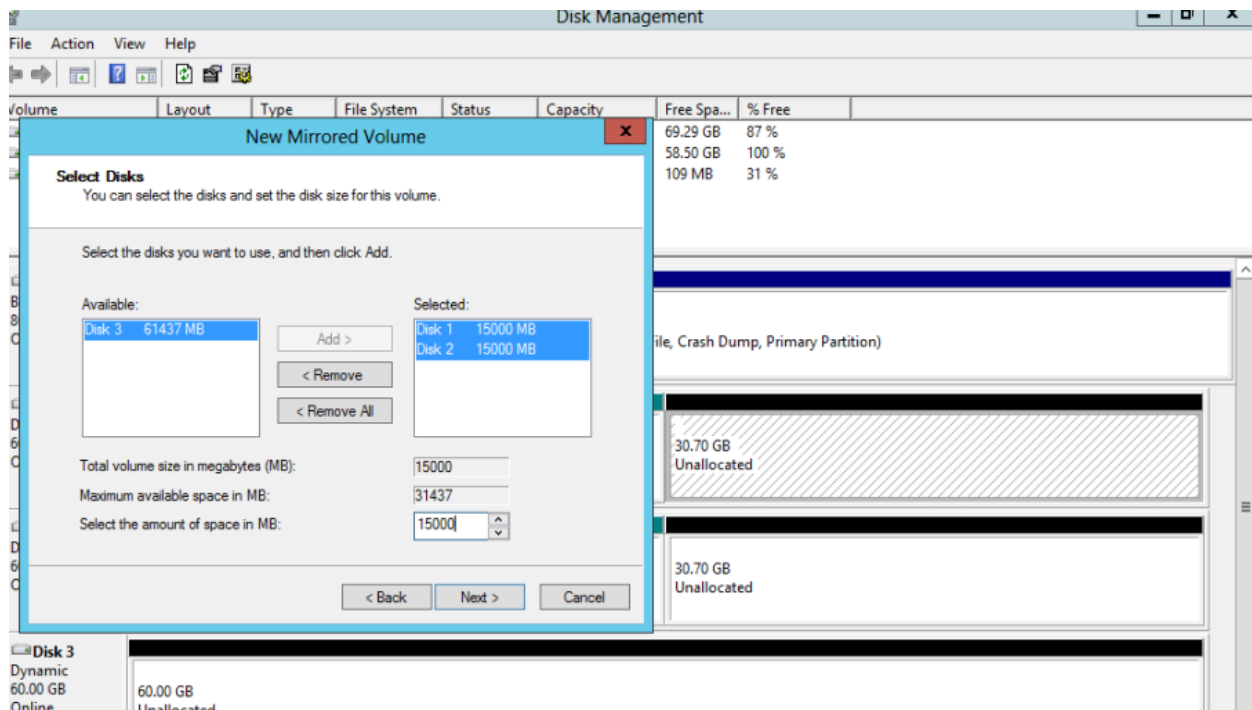 Disk Management
File Action View Help
Volume Layout Type File System Status Capacity Free Spa... % Free
69.29 GB 87 %
58.50 GB 100 %
109 MB 31 %
New Mirrored Volume
x
Select Disks
You can select the disks and set the disk size for this volume.
Select the disks you want to use, and then click Add.
Available:
Disk 3 61437 MB
Add >
< Remove
< Remove All
Selected:
Disk 1 15000 MB
Disk 2 15000 MB
Total volume size in megabytes (MB): 15000
Maximum available space in MB: 31437
Select the amount of space in MB: 15000
< Back Next > Cancel
File, Crash Dump, Primary Partition)
30.70 GB
Unallocated
30.70 GB
Unallocated
Disk 3
Dynamic
60.00 GB
Online
60.00 GB
Unallocated